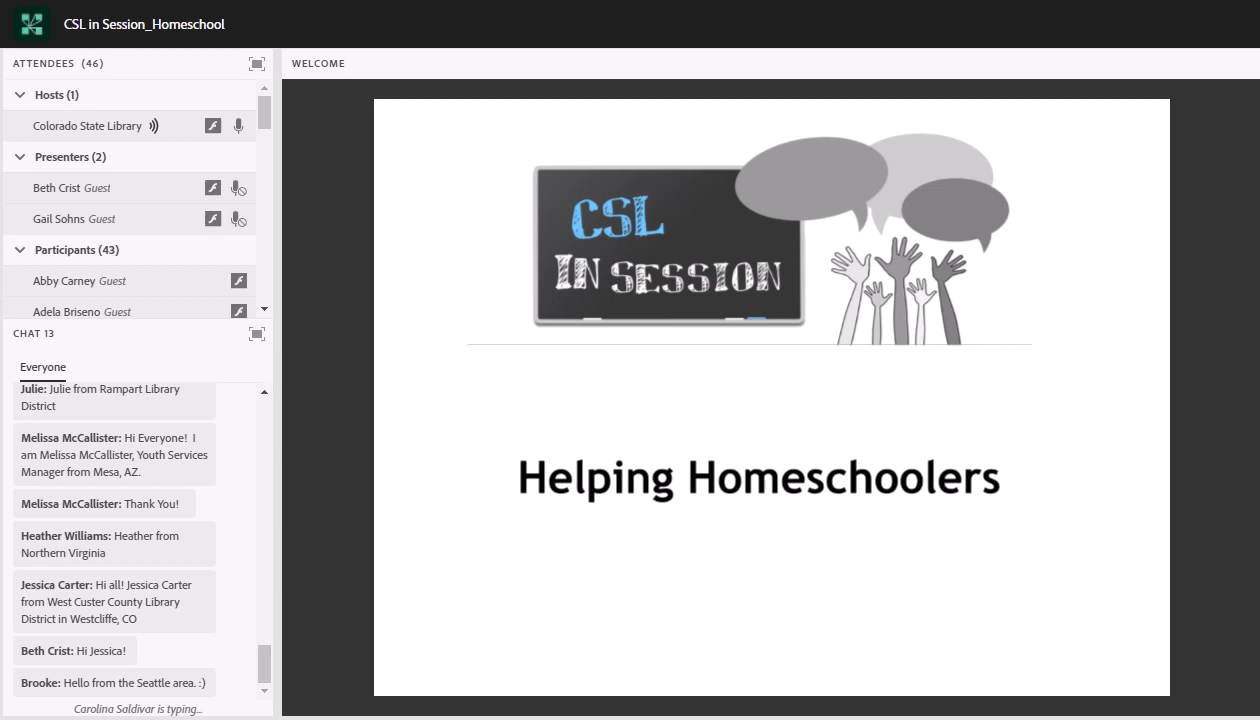 CSL in Session_Homeschool
ATTENDEES (46)
Hosts (1)
Colorado State Library
Presenters (2)
Beth Crist Guest
Gail Sohns Guest
Participants (43)
Abby Carney Guest
Adela Briseno Guest
CHAT 13
Everyone
Julie: Julie from Rampart Library
District
Melissa McCallister: Hi Everyone! I
am Melissa McCallister, Youth Services
Manager from Mesa, AZ.
Melissa McCallister: Thank You!
Heather Williams: Heather from
Northern Virginia
Jessica Carter: Hi all! Jessica Carter
from West Custer County Library
District in Westcliffe, CO
Beth Crist: Hi Jessica!
Brooke: Hello from the Seattle area. :)
Carolina Saldivar is typing...
WELCOME
CSL
IN SESSION
Helping Homeschoolers